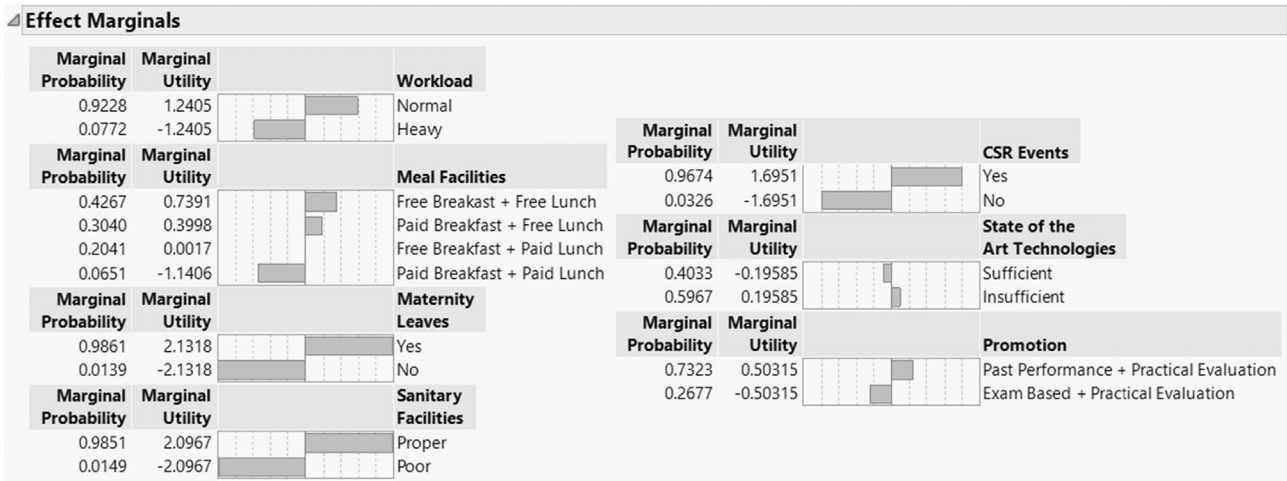 Effect Marginals
Marginal Marginal
Probability Utility Workload
0.9228 1.2405 Normal
0.0772 -1.2405 Heavy
Marginal Marginal
Probability Utility Meal Facilities
0.4267 0.7391 Free Breakast + Free Lunch
0.3040 0.3998 Paid Breakfast + Free Lunch
0.2041 0.0017 Free Breakfast + Paid Lunch
0.0651 -1.1406 Paid Breakfast + Paid Lunch
Marginal Marginal Maternity
Probability Utility Leaves
0.9861 2.1318 Yes
0.0139 -2.1318 No
Marginal Marginal Sanitary
Probability Utility Facilities
0.9851 2.0967 Proper
0.0149 -2.0967 Poor
Marginal Marginal
Probability Utility CSR Events
0.9674 1.6951 Yes
0.0326 -1.6951 No
Marginal Marginal State of the
Probability Utility Art Technologies
0.4033 -0.19585 Sufficient
0.5967 0.19585 Insufficient
Marginal Marginal
Probability Utility Promotion
0.7323 0.50315 Past Performance + Practical Evaluation
0.2677 -0.50315 Exam Based + Practical Evaluation